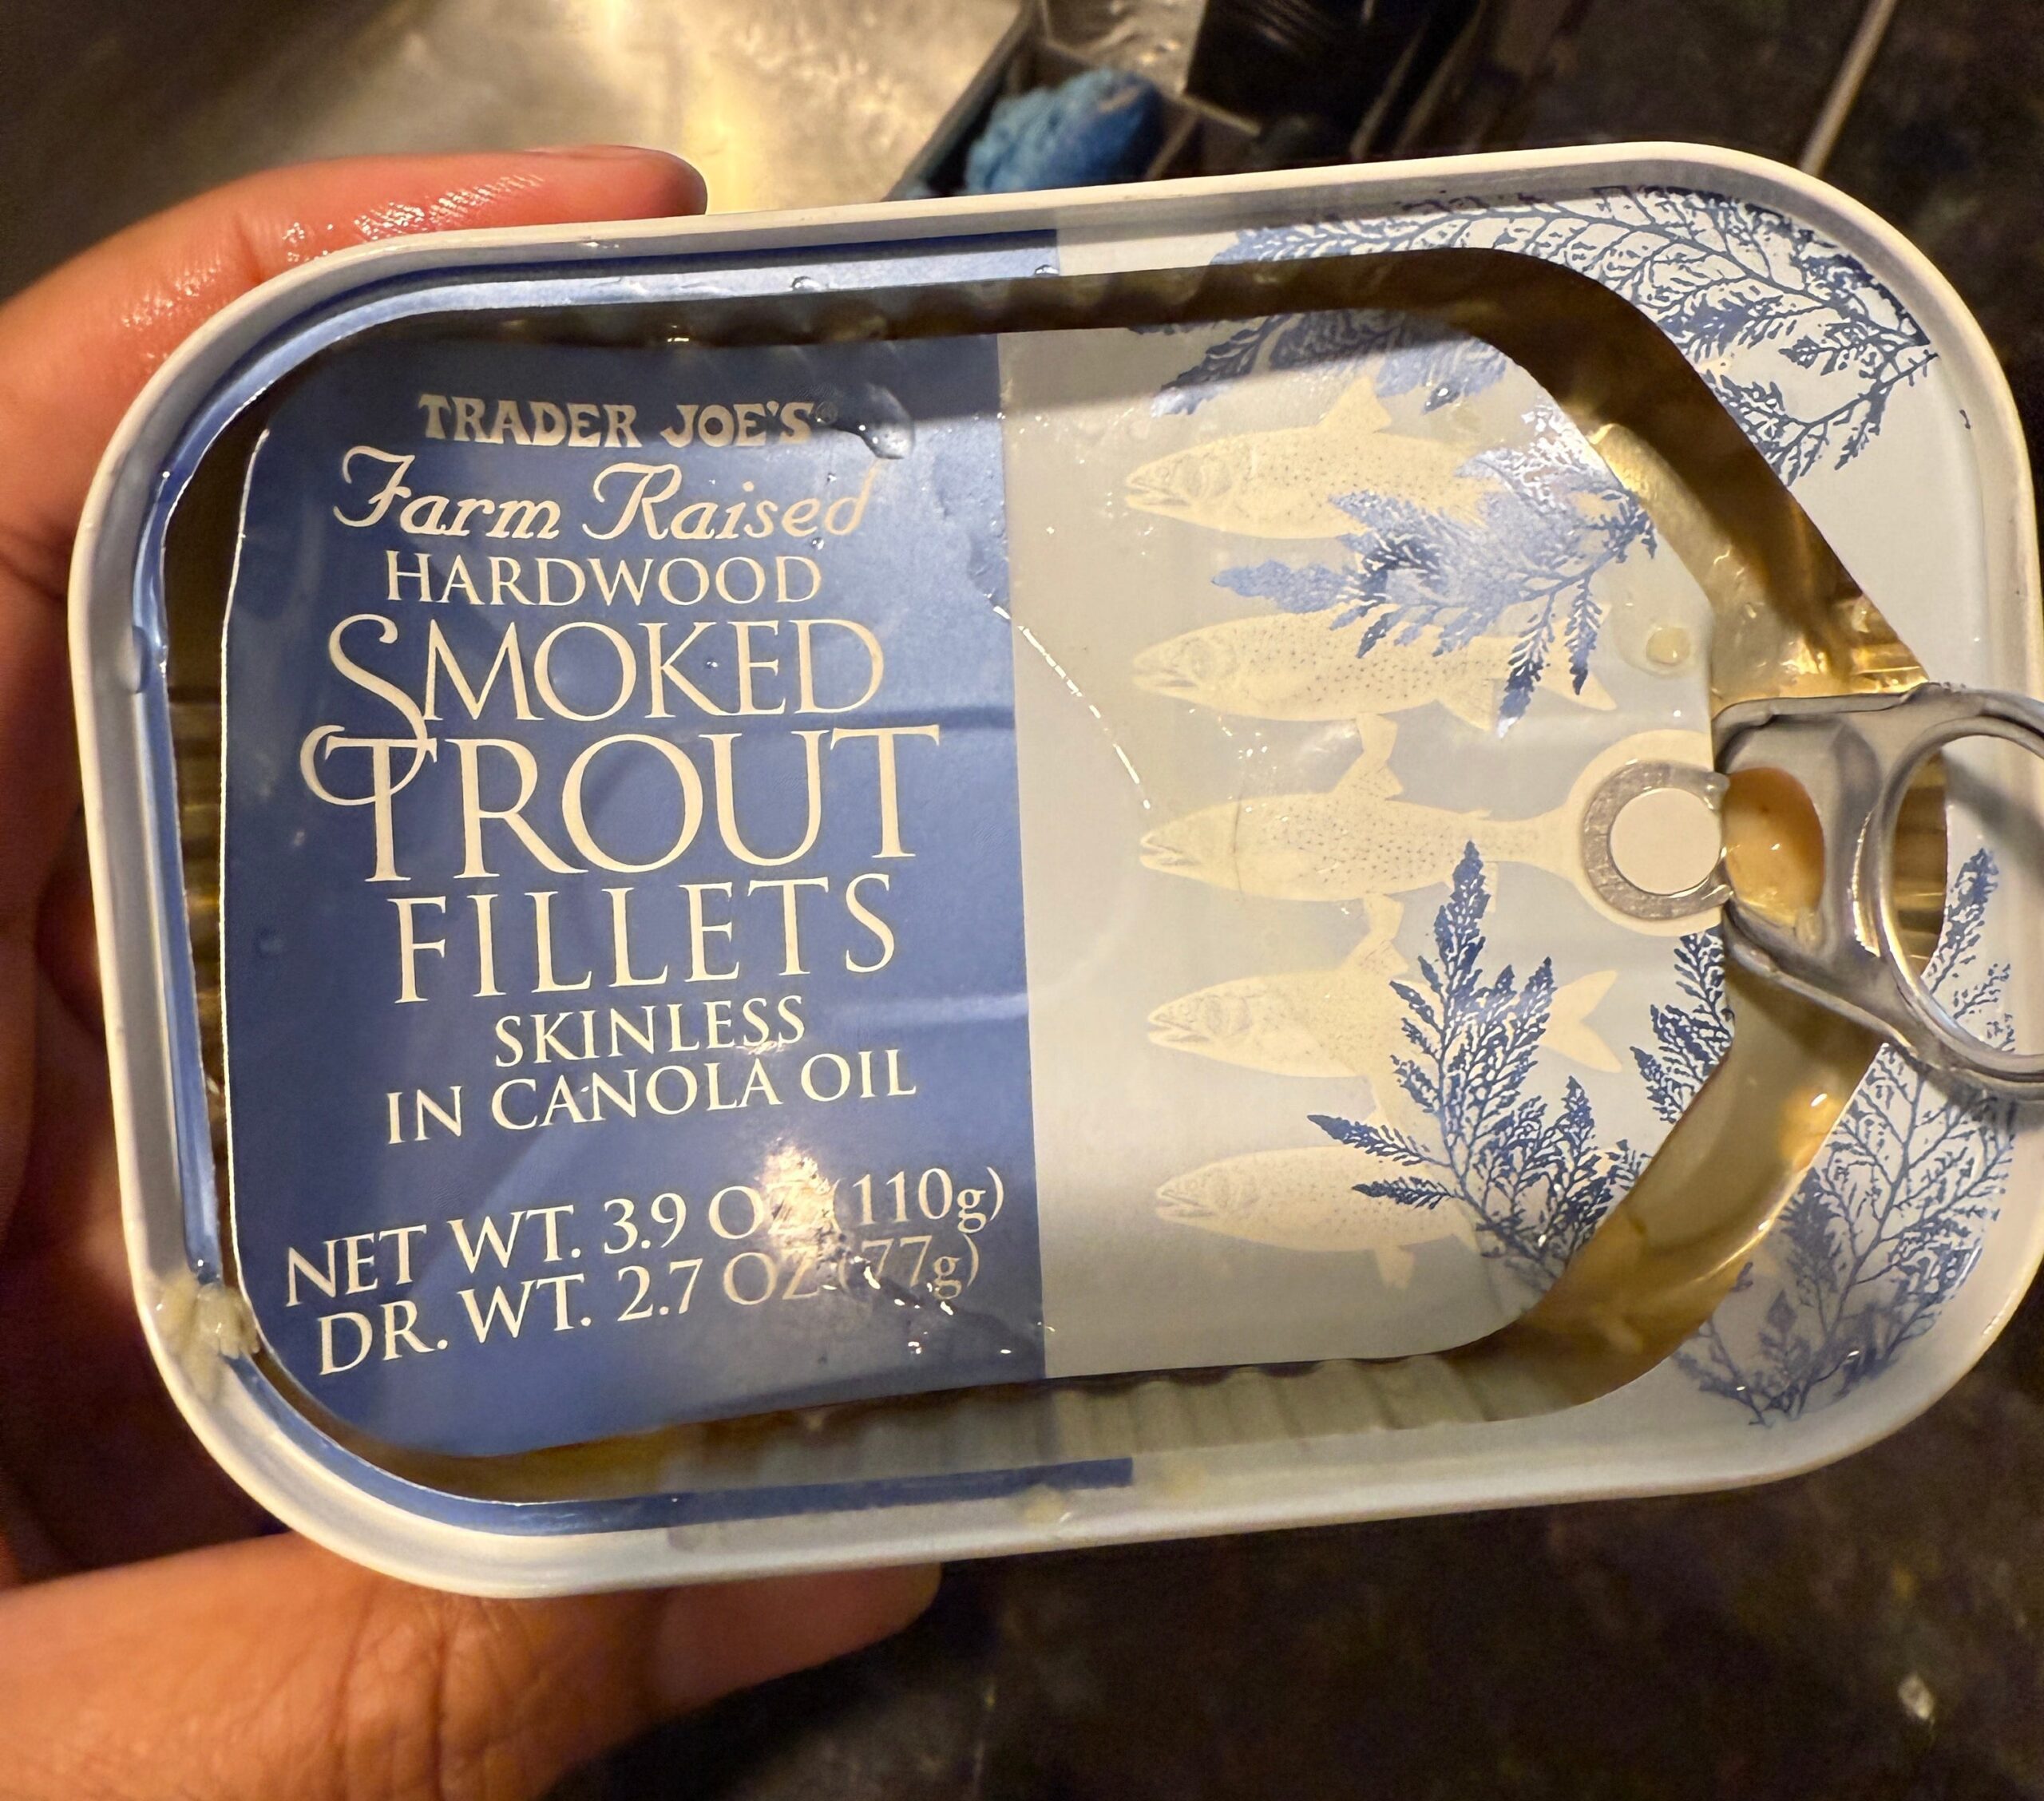 TRADER JOE'S®
Farm Raised
HARDWOOD
SMOKED
TROUT
FILLETS
SKINLESS
IN CANOLA OIL
NET WT. 3.9 OZ (110g)
DR. WT. 2.7 OZ (77g)